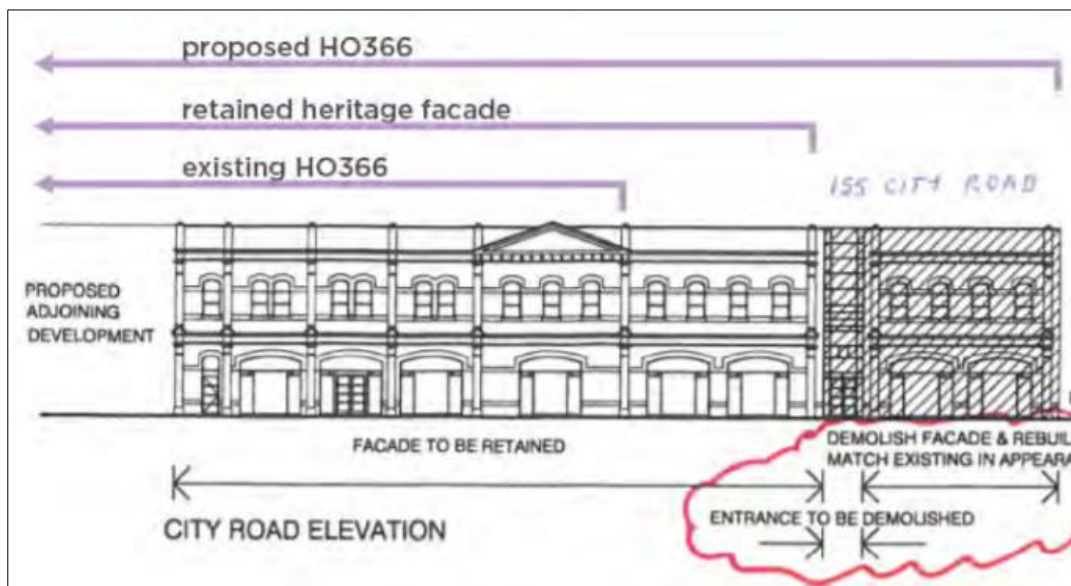 proposed HO366
retained heritage facade
existing HO366
155 CITY ROAD
PROPOSED
ADJOINING
DEVELOPMENT
FACADE TO BE RETAINED
DEMOLISH FACADE & REBUIL
MATCH EXISTING IN APPEARA
ENTRANCE TO BE DEMOLISHED
CITY ROAD ELEVATION